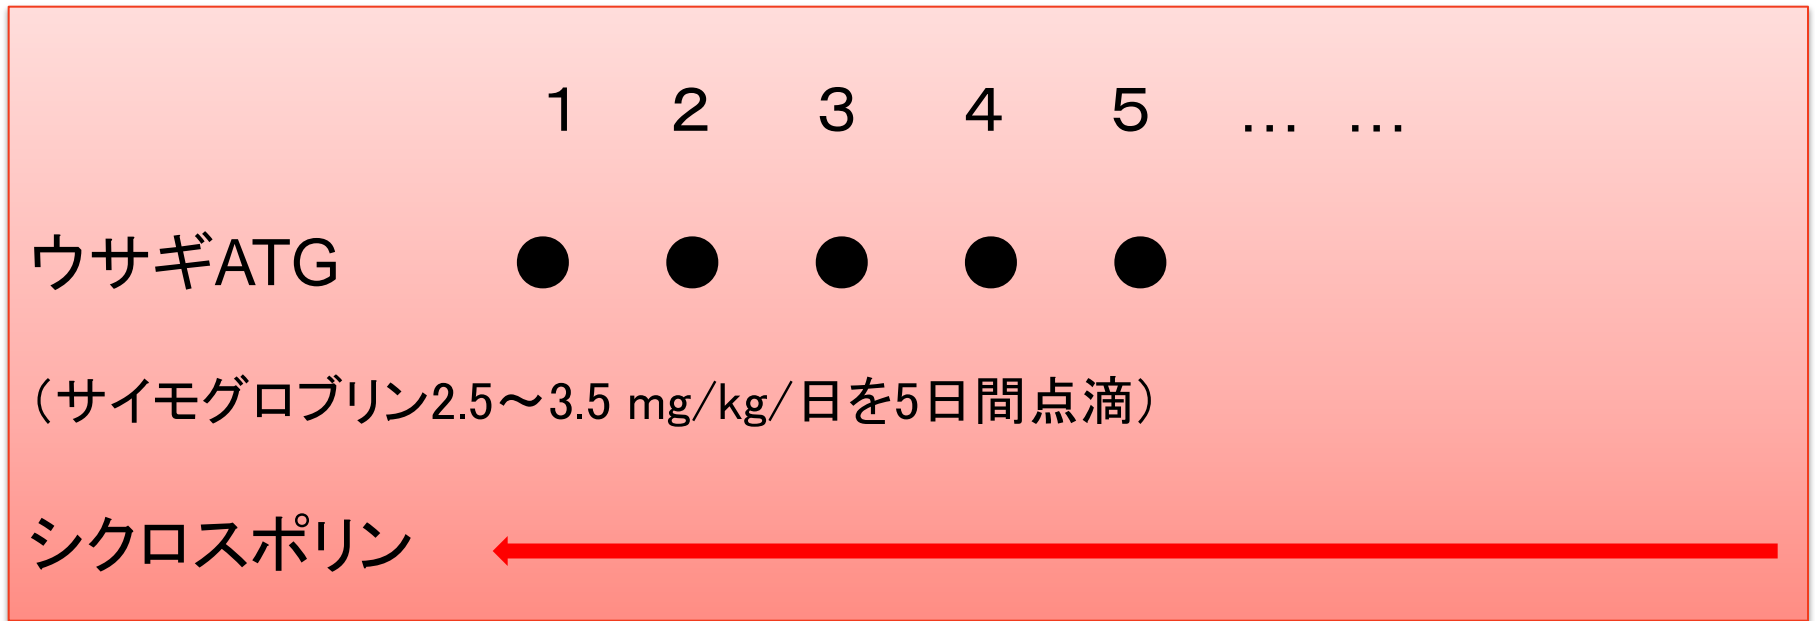 1 2 3 4 5 … …
ウサギATG ● ● ● ● ●
（サイモグロブリン2.5～3.5 mg/kg/日を5日間点滴）
シクロスポリン